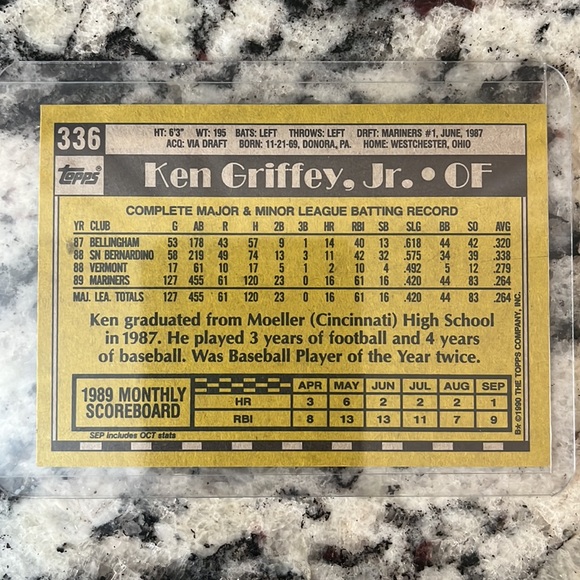 336
HT: 6'3" WT: 195 BATS: LEFT THROWS: LEFT DRFT: MARINERS #1, JUNE, 1987
ACQ: VIA DRAFT BORN: 11-21-69, DONORA, PA. HOME: WESTCHESTER, OHIO
Topps® Ken Griffey, Jr. • OF
COMPLETE MAJOR & MINOR LEAGUE BATTING RECORD
YR CLUB G AB R H 2B 3B HR RBI SB SLG BB SO AVG
87 BELLINGHAM 53 178 43 57 9 1 14 40 13 .618 44 42 .320
88 SN BERNARDINO 58 219 49 74 13 3 11 42 32 .575 34 39 .338
88 VERMONT 17 61 10 17 5 1 2 10 4 .492 5 12 .279
89 MARINERS 127 455 61 120 23 0 16 61 16 .420 44 83 .264
MAJ. LEA. TOTALS 127 455 61 120 23 0 16 61 16 .420 44 83 .264
Ken graduated from Moeller (Cincinnati) High School
in 1987. He played 3 years of football and 4 years
of baseball. Was Baseball Player of the Year twice.
1989 MONTHLY
SCOREBOARD
APR MAY JUN JUL AUG SEP
HR 3 6 2 2 2 1
RBI 8 13 13 11 7 9
SEP includes OCT stats
B* ©1990 THE TOPPS COMPANY, INC.